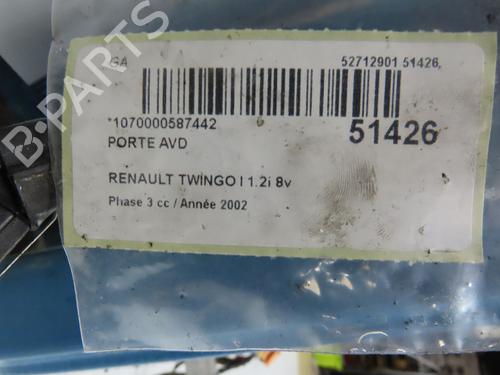 GA 52712901 51426,
*1070000587442
51426
PORTE AVD
RENAULT TWINGO I 1.2i 8v
Phase 3 cc / Année 2002
B-PARTS